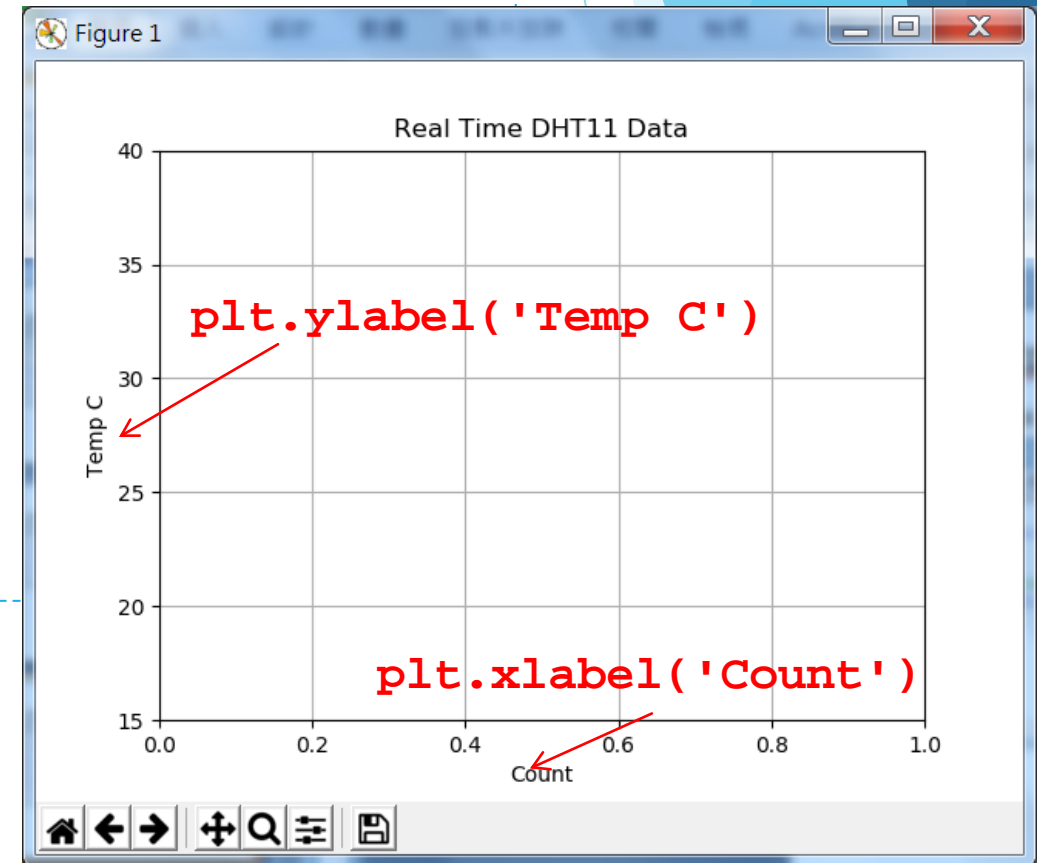 Figure 1
Real Time DHT11 Data
40
35
plt.ylabel('Temp C')
30
Temp C
25
20
plt.xlabel('Count')
15
0.0 0.2 0.4 0.6 0.8 1.0
Count